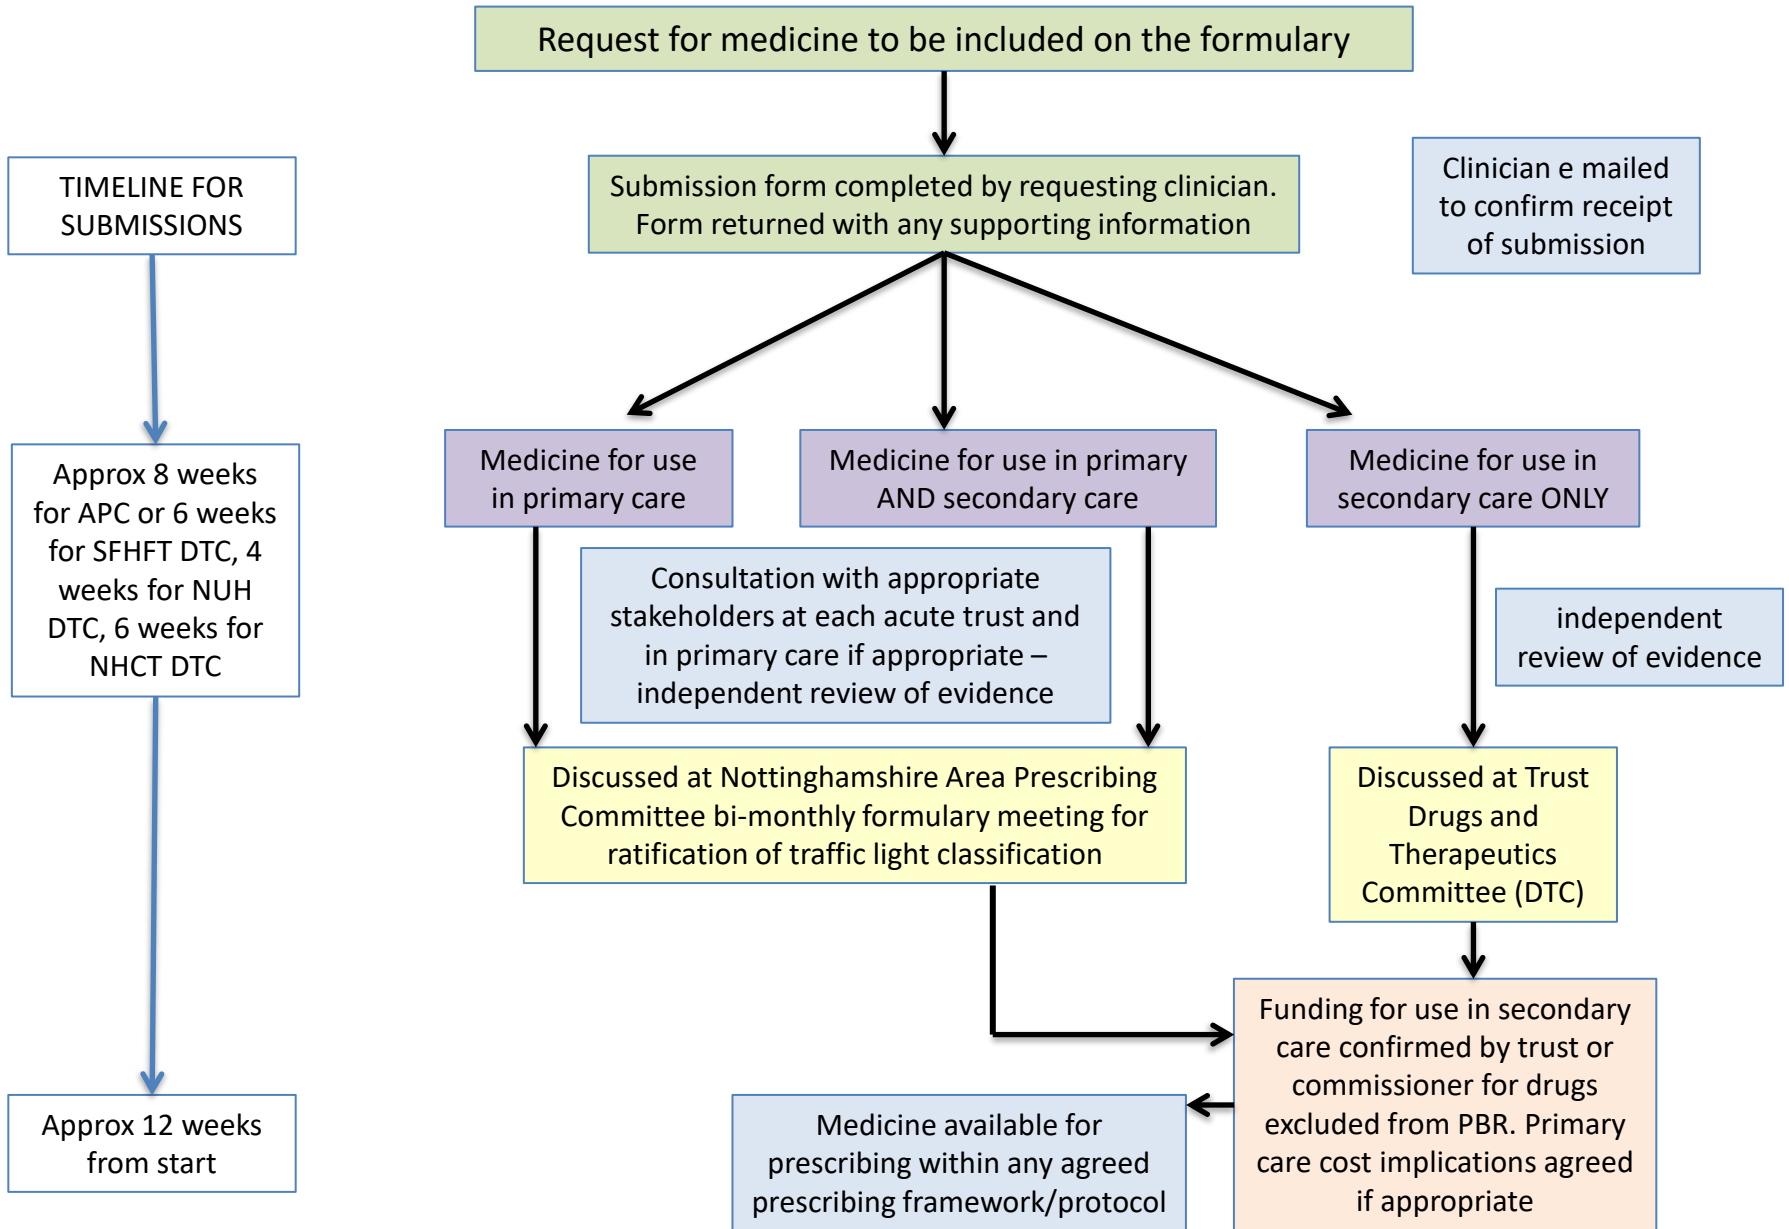 Request for medicine to be included on the formulary
TIMELINE FOR
SUBMISSIONS
Submission form completed by requesting clinician.
Form returned with any supporting information
Clinician e mailed
to confirm receipt
of submission
Approx 8 weeks
for APC or 6 weeks
for SFHFT DTC, 4
weeks for NUH
DTC, 6 weeks for
NHCT DTC
Medicine for use
in primary care
Medicine for use in primary
AND secondary care
Medicine for use in
secondary care ONLY
Consultation with appropriate
stakeholders at each acute trust and
in primary care if appropriate –
independent review of evidence
independent
review of evidence
Discussed at Nottinghamshire Area Prescribing
Committee bi-monthly formulary meeting for
ratification of traffic light classification
Discussed at Trust
Drugs and
Therapeutics
Committee (DTC)
Approx 12 weeks
from start
Medicine available for
prescribing within any agreed
prescribing framework/protocol
Funding for use in secondary
care confirmed by trust or
commissioner for drugs
excluded from PBR. Primary
care cost implications agreed
if appropriate